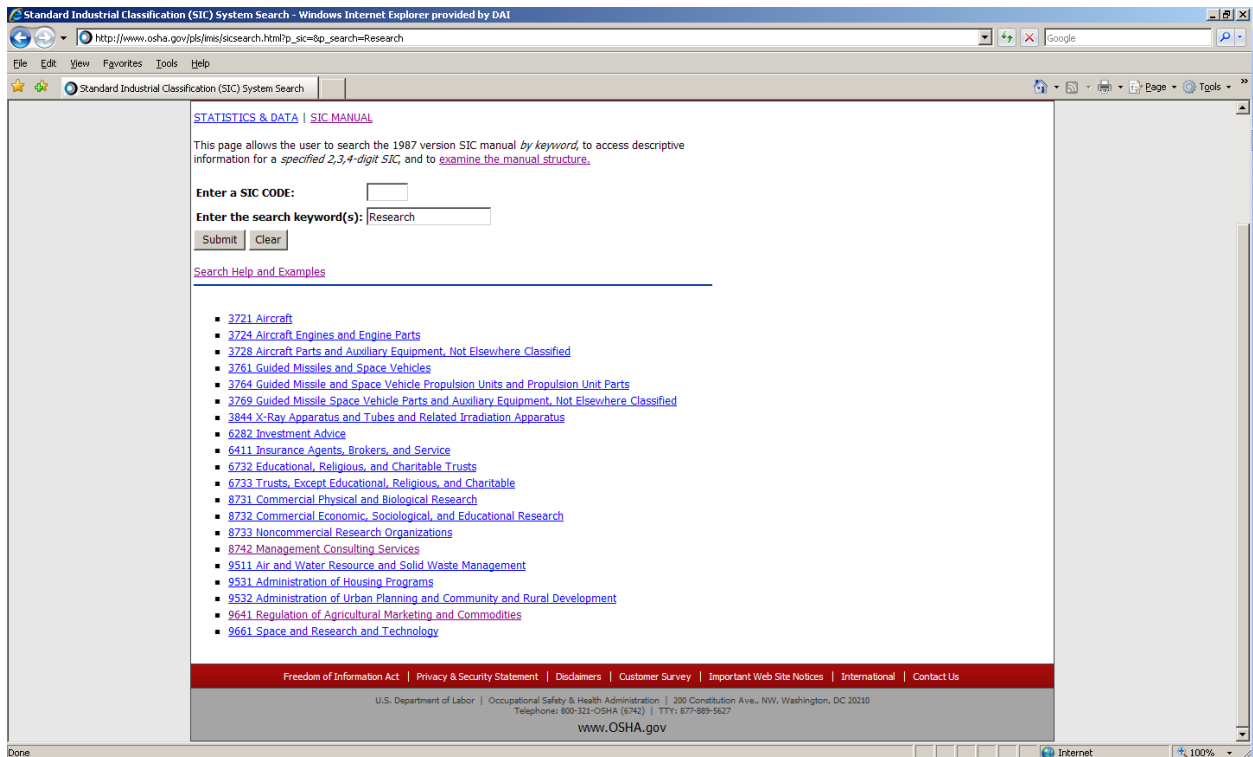 Standard Industrial Classification (SIC) System Search - Windows Internet Explorer provided by DAI
http://www.osha.gov/pls/imis/sicsearch.html?p_sic=&p_search=Research
Google
File Edit View Favorites Tools Help
Standard Industrial Classification (SIC) System Search
Page Tools »
STATISTICS & DATA | SIC MANUAL
This page allows the user to search the 1987 version SIC manual by keyword, to access descriptive
information for a specified 2,3,4-digit SIC, and to examine the manual structure.
Enter a SIC CODE:
Enter the search keyword(s): Research
Submit Clear
Search Help and Examples
3721 Aircraft
3724 Aircraft Engines and Engine Parts
3728 Aircraft Parts and Auxiliary Equipment, Not Elsewhere Classified
3761 Guided Missiles and Space Vehicles
3764 Guided Missile and Space Vehicle Propulsion Units and Propulsion Unit Parts
3769 Guided Missile Space Vehicle Parts and Auxiliary Equipment, Not Elsewhere Classified
3844 X-Ray Apparatus and Tubes and Related Irradiation Apparatus
6282 Investment Advice
6411 Insurance Agents, Brokers, and Service
6732 Educational, Religious, and Charitable Trusts
6733 Trusts, Except Educational, Religious, and Charitable
8731 Commercial Physical and Biological Research
8732 Commercial Economic, Sociological, and Educational Research
8733 Noncommercial Research Organizations
8742 Management Consulting Services
9511 Air and Water Resource and Solid Waste Management
9531 Administration of Housing Programs
9532 Administration of Urban Planning and Community and Rural Development
9641 Regulation of Agricultural Marketing and Commodities
9661 Space and Research and Technology
Freedom of Information Act | Privacy & Security Statement | Disclaimers | Customer Survey | Important Web Site Notices | International | Contact Us
U.S. Department of Labor | Occupational Safety & Health Administration | 200 Constitution Ave., NW, Washington, DC 20210
Telephone: 800-321-OSHA (6742) | TTY: 877-889-5627
www.OSHA.gov
Done Internet 100%